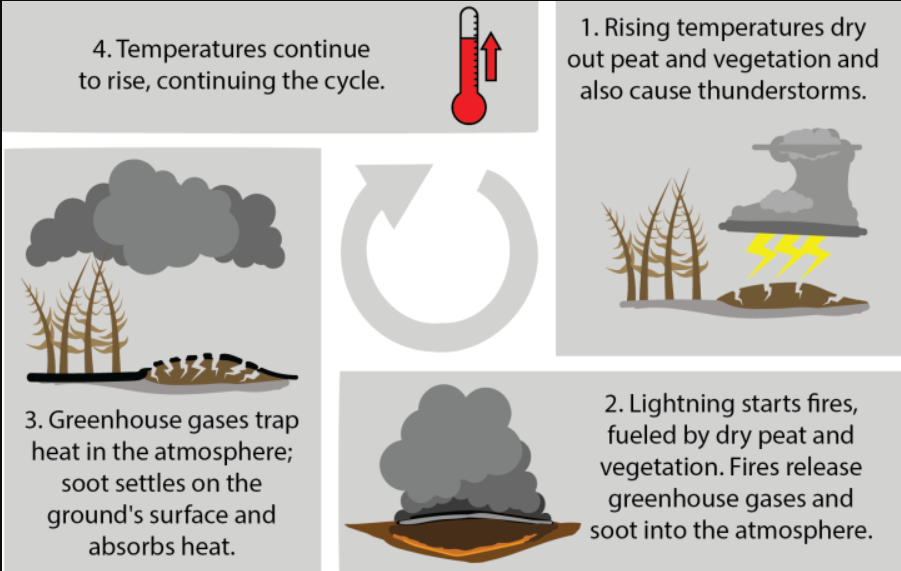 1. Rising temperatures dry
out peat and vegetation and
also cause thunderstorms.
2. Lightning starts fires,
fueled by dry peat and
vegetation. Fires release
greenhouse gases and
soot into the atmosphere.
3. Greenhouse gases trap
heat in the atmosphere;
soot settles on the
ground's surface and
absorbs heat.
4. Temperatures continue
to rise, continuing the cycle.